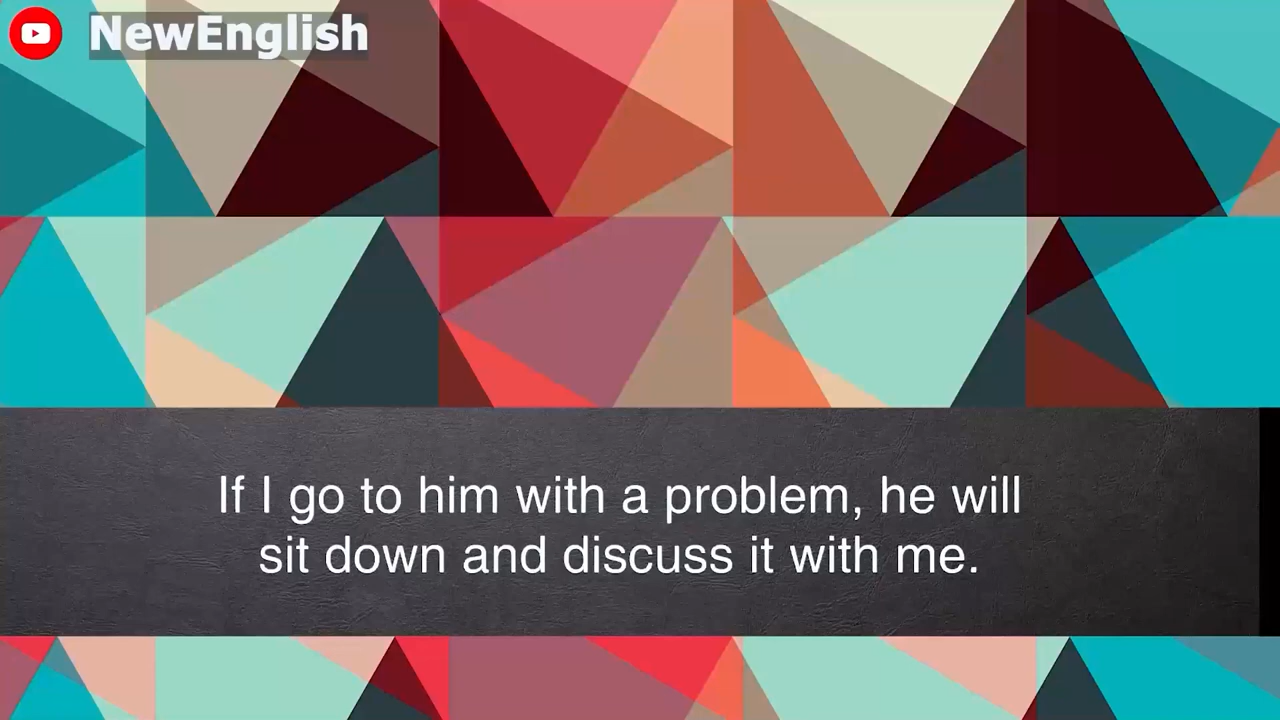 NewEnglish
If I go to him with a problem, he will
sit down and discuss it with me.